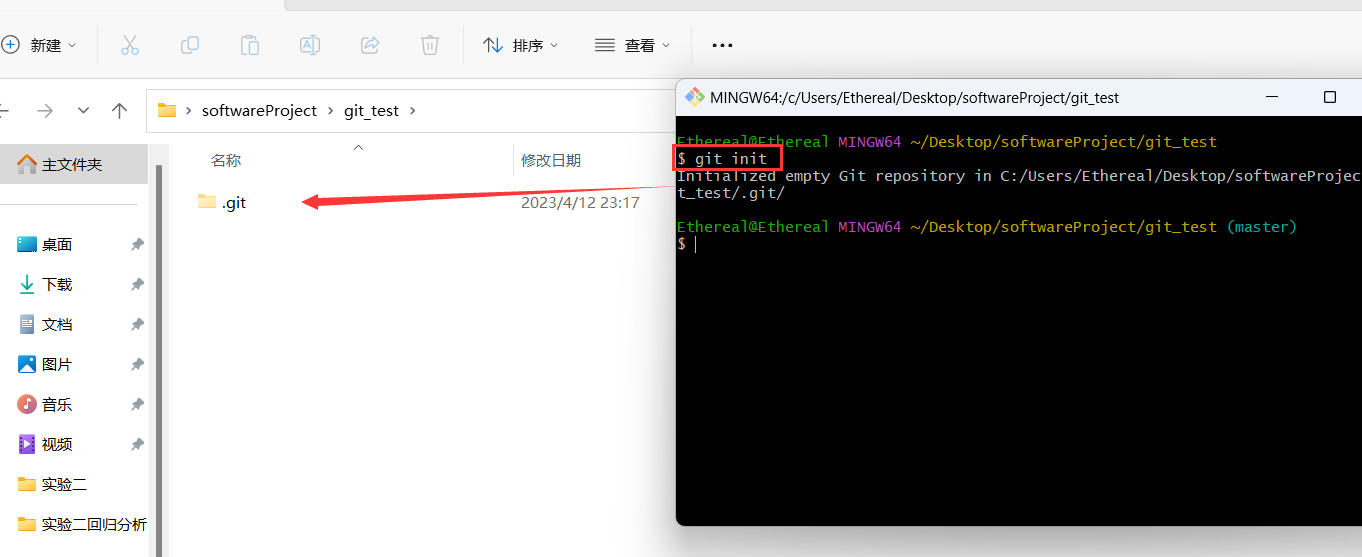 新建
排序
查看
softwareProject
git_test
主文件夹
名称
修改日期
.git
2023/4/12 23:17
桌面
下载
文档
图片
音乐
视频
实验二
实验二回归分析
MINGW64:/c/Users/Ethereal/Desktop/softwareProject/git_test
Ethereal@Ethereal MINGW64 ~/Desktop/softwareProject/git_test
$ git init
Initialized empty Git repository in C:/Users/Ethereal/Desktop/softwareProjec
t_test/.git/
Ethereal@Ethereal MINGW64 ~/Desktop/softwareProject/git_test (master)
$